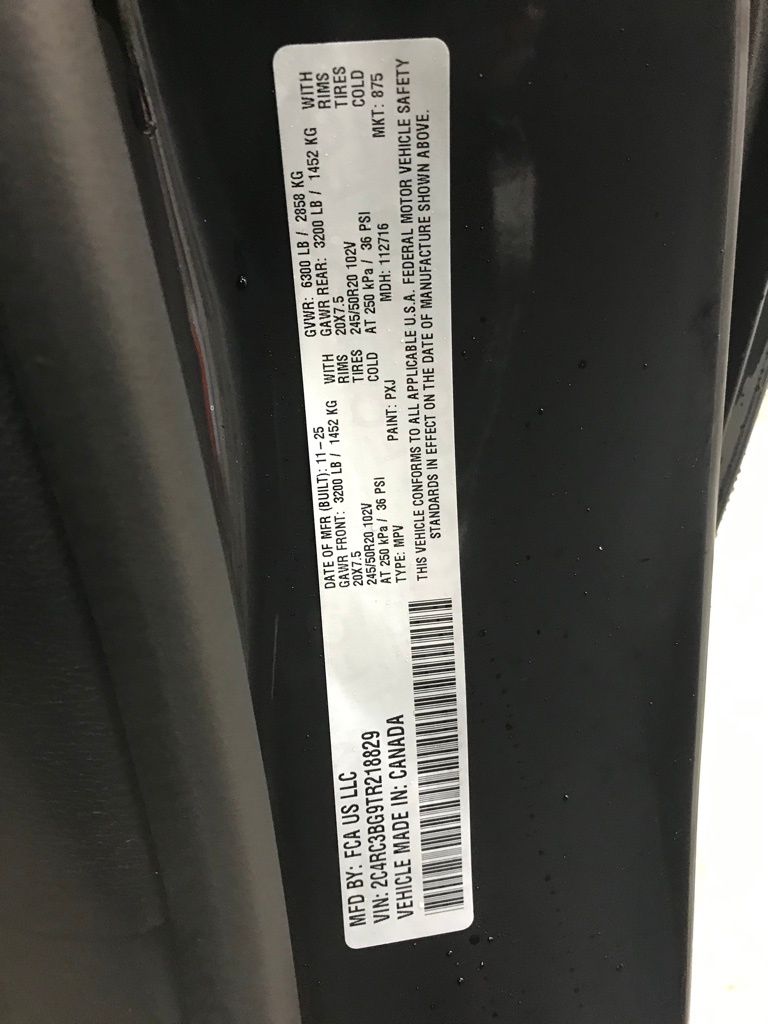 MFD BY: FCA US LLC
VIN: 2C4RC3BG9TR218829
VEHICLE MADE IN: CANADA
DATE OF MFR (BUILT): 11-25
GAWR FRONT: 3200 LB / 1452 KG WITH
20X7.5 RIMS
245/50R20 102V TIRES
AT 250 kPa / 36 PSI COLD
TYPE: MPV PAINT: PXJ
GVWR: 6300 LB / 2858 KG
GAWR REAR: 3200 LB / 1452 KG WITH
20X7.5 RIMS
245/50R20 102V TIRES
AT 250 kPa / 36 PSI COLD
MDH: 112716 MKT: 875
THIS VEHICLE CONFORMS TO ALL APPLICABLE U.S.A. FEDERAL MOTOR VEHICLE SAFETY
STANDARDS IN EFFECT ON THE DATE OF MANUFACTURE SHOWN ABOVE.